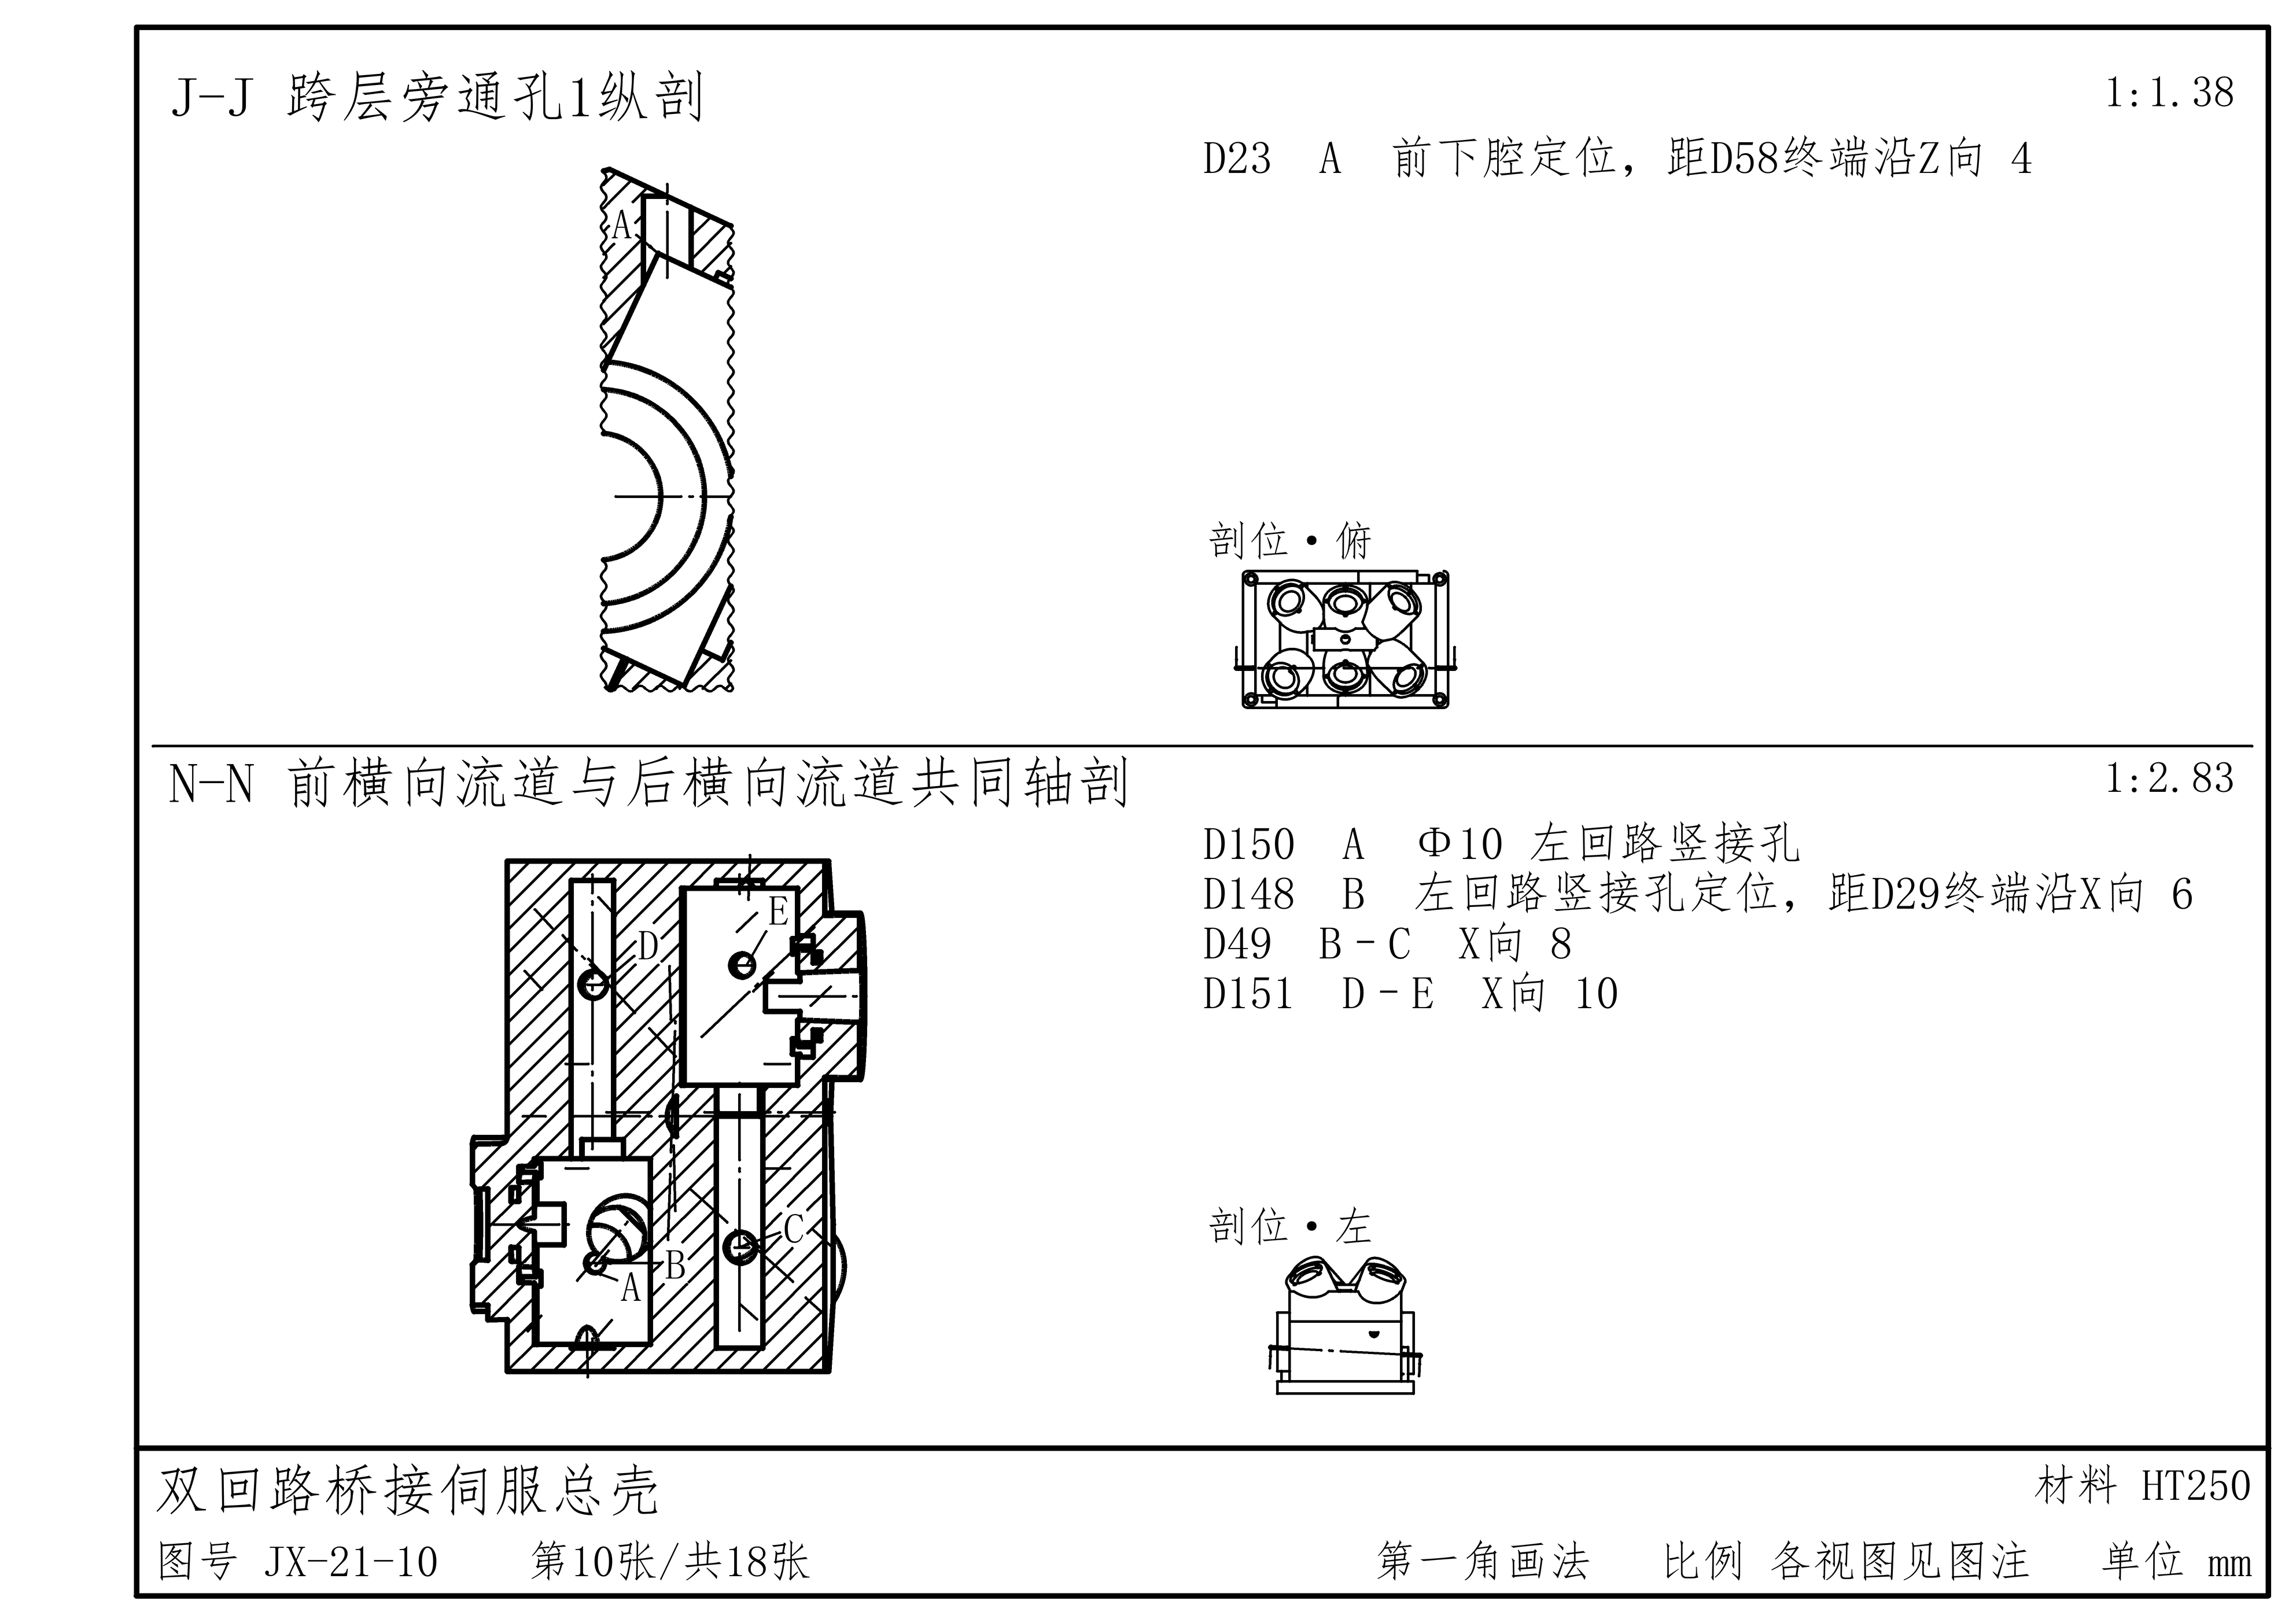 J-J 跨层旁通孔1纵剖
1:1.38
D23 A 前下腔定位，距D58终端沿Z向 4
A
剖位·俯
N-N 前横向流道与后横向流道共同轴剖
1:2.83
D150 A Φ10 左回路竖接孔
D148 B 左回路竖接孔定位，距D29终端沿X向 6
D49 B-C X向 8
D151 D-E X向 10
E
D
C
B
A
剖位·左
双回路桥接伺服总壳
材料 HT250
图号 JX-21-10 第10张/共18张
第一角画法 比例 各视图见图注 单位 mm